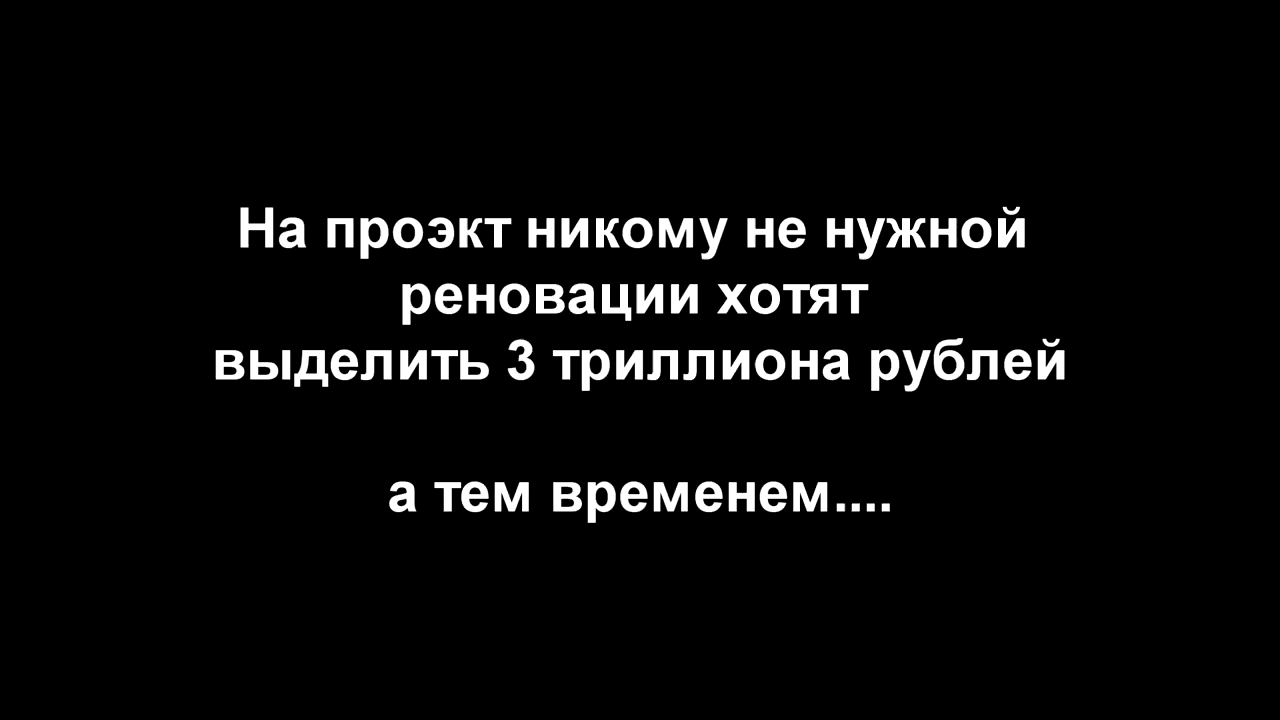 На проэкт никому не нужной
реновации хотят
выделить 3 триллиона рублей
а тем временем....